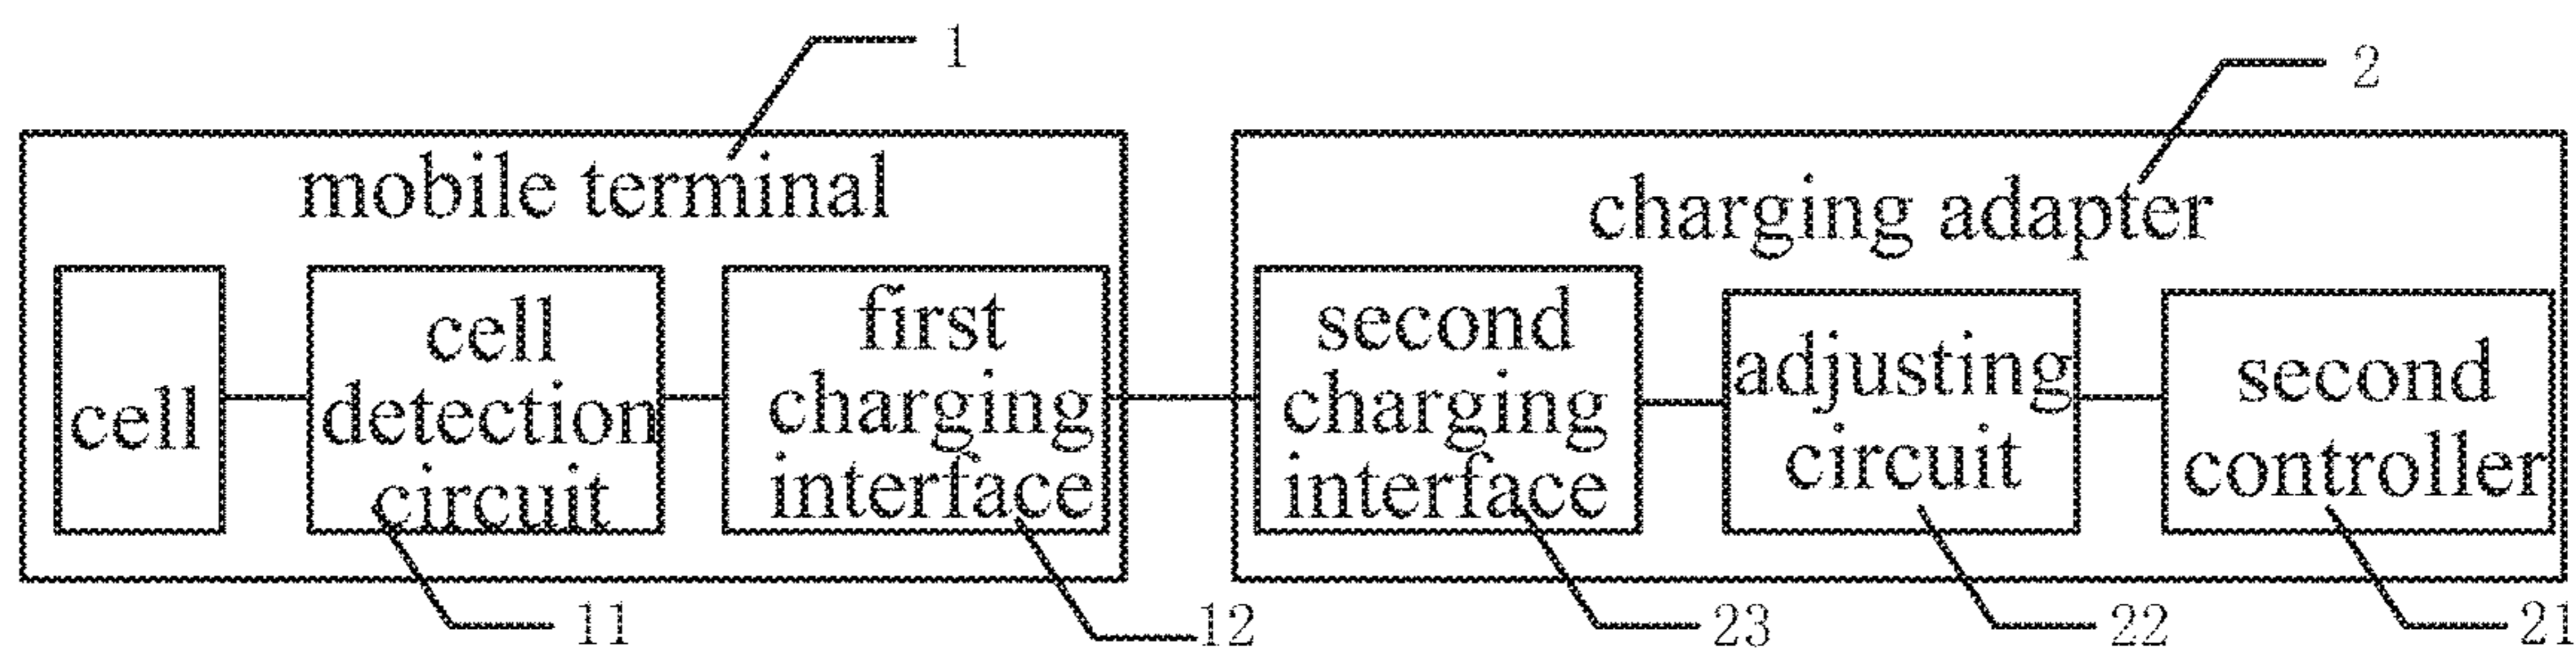 1
2
mobile terminal
charging adapter
cell
cell
detection
circuit
first
charging
interface
second
charging
interface
adjusting
circuit
second
controller
11
12
23
22
21